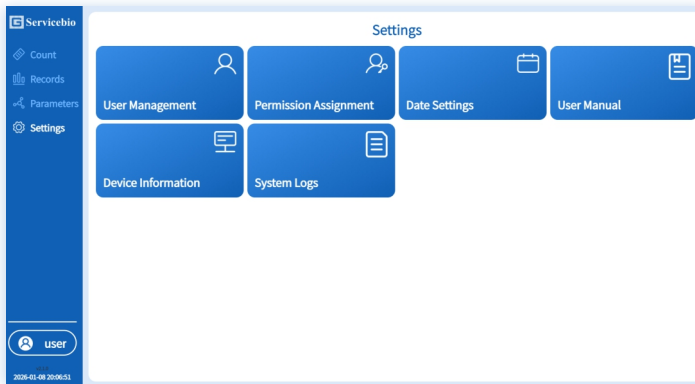 Servicebio
Count
Records
Parameters
Settings
user
2026-01-08 20:06:51
Settings
User Management
Permission Assignment
Date Settings
User Manual
Device Information
System Logs